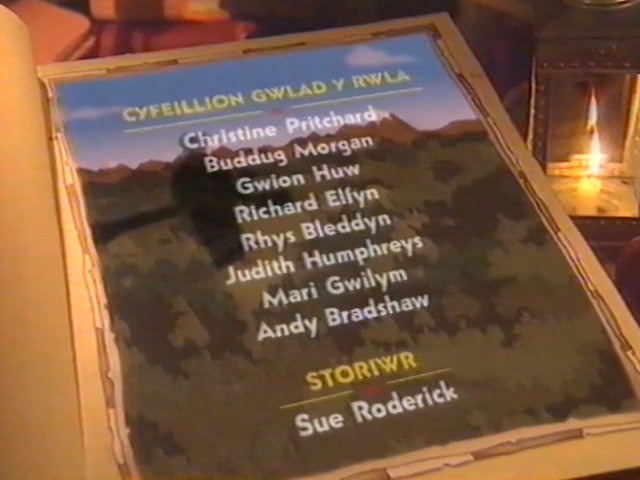 CYFEILLION GWLAD Y RWLA
Christine Pritchard
Buddug Morgan
Gwion Huw
Richard Elfyn
Rhys Bleddyn
Judith Humphreys
Mari Gwilym
Andy Bradshaw
STORIWR
Sue Roderick